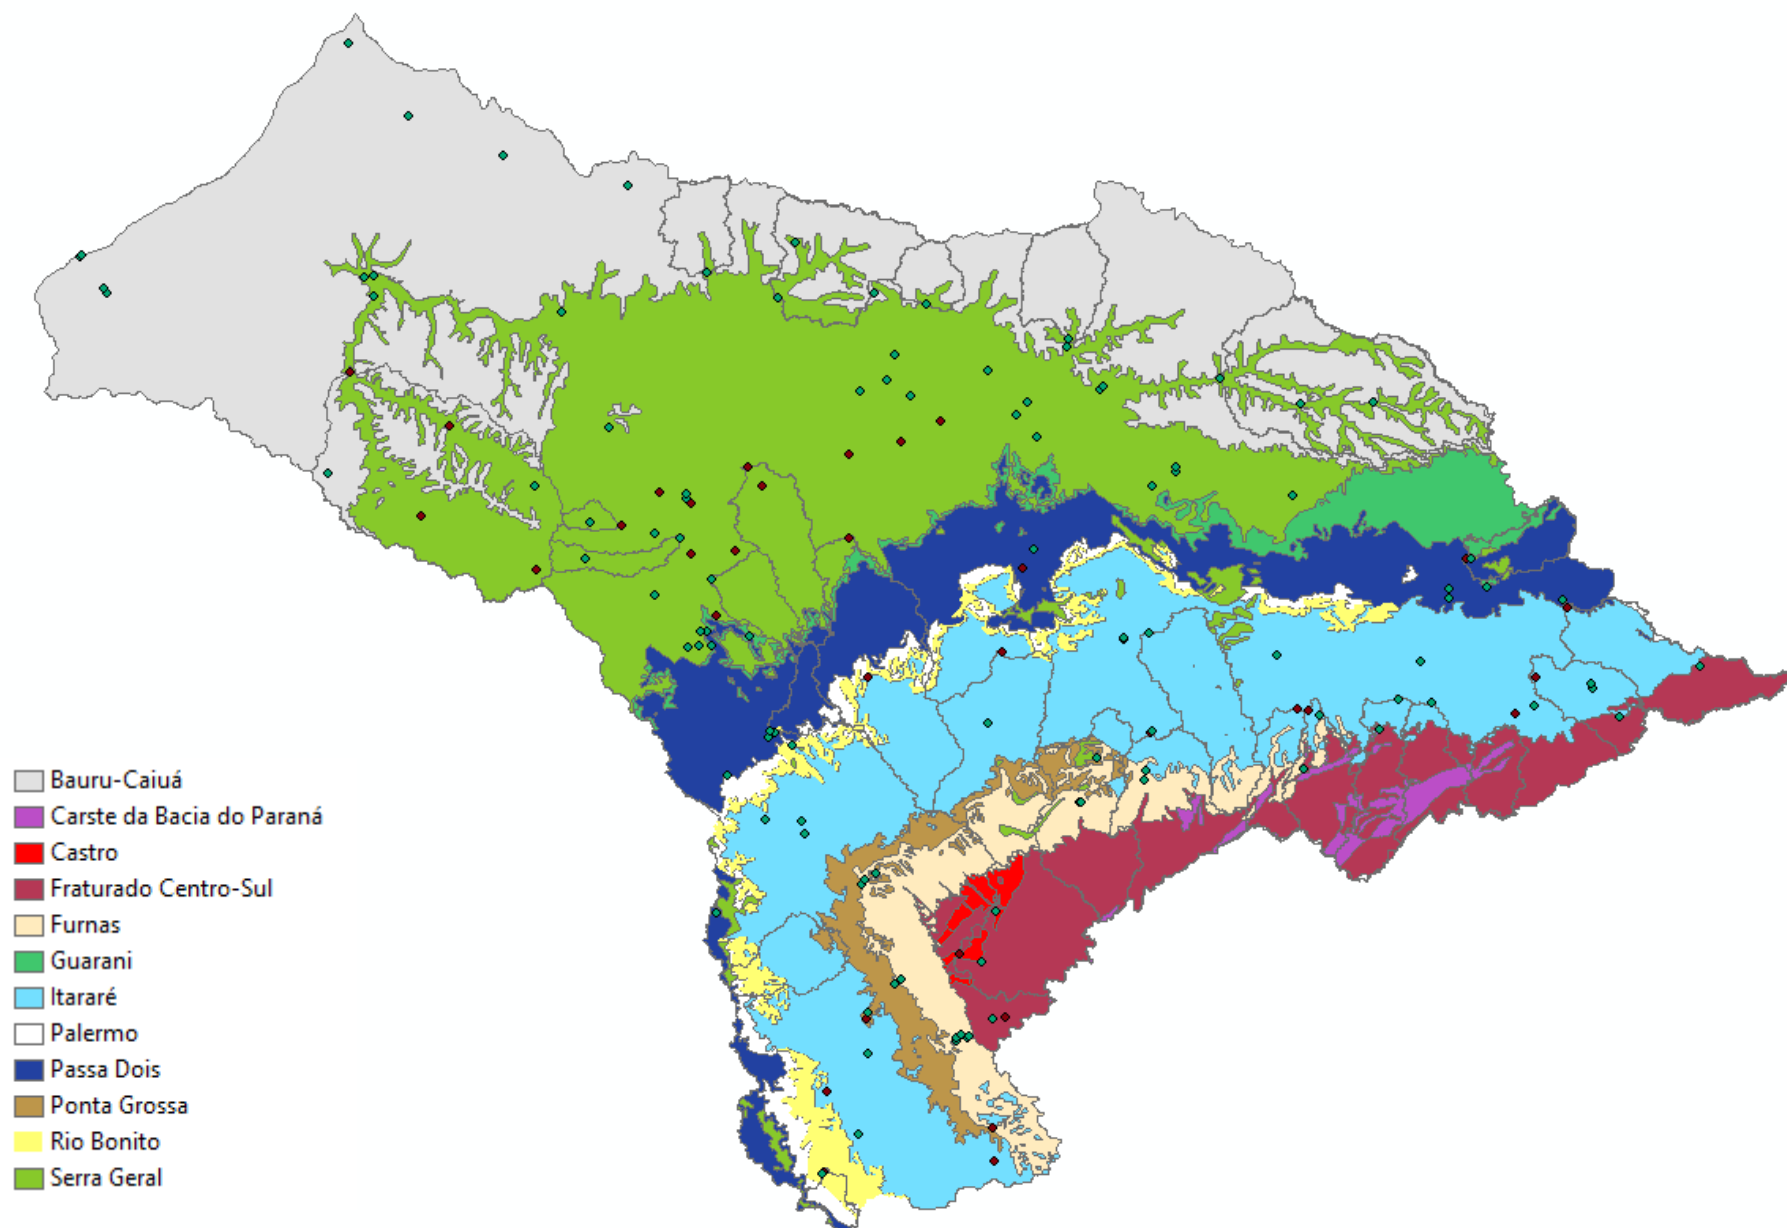 Bauru-Caiuá
Carste da Bacia do Paraná
Castro
Fraturado Centro-Sul
Furnas
Guarani
Itararé
Palermo
Passa Dois
Ponta Grossa
Rio Bonito
Serra Geral